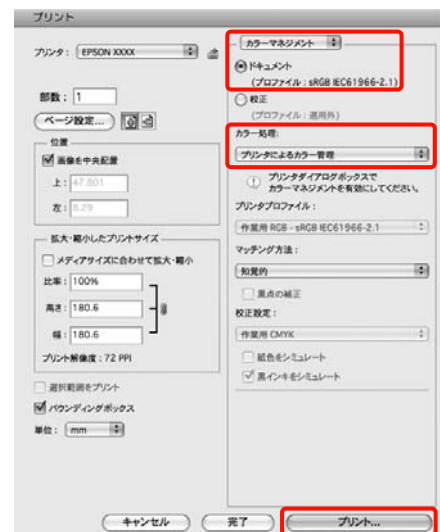 プリント
プリンタ： EPSON XXXX
部数： 1
ページ設定...
位置
画像を中央配置
上： 47.801
左： 8.29
拡大・縮小したプリントサイズ
メディアサイズに合わせて拡大・縮小
比率： 100%
高さ： 180.6
幅： 180.6
プリント解像度：72 PPI
選択範囲をプリント
バウンディングボックス
単位： mm
カラーマネジメント
ドキュメント
（プロファイル：sRGB IEC61966-2.1）
校正
（プロファイル：適用外）
カラー処理：
プリンタによるカラー管理
プリンタダイアログボックスで
カラーマネジメントを有効にしてください。
プリンタプロファイル：
作業用 RGB - sRGB IEC61966-2.1
マッチング方法：
知覚的
黒点の補正
校正設定：
作業用 CMYK
紙色をシミュレート
黒インキをシミュレート
キャンセル
完了
プリント...